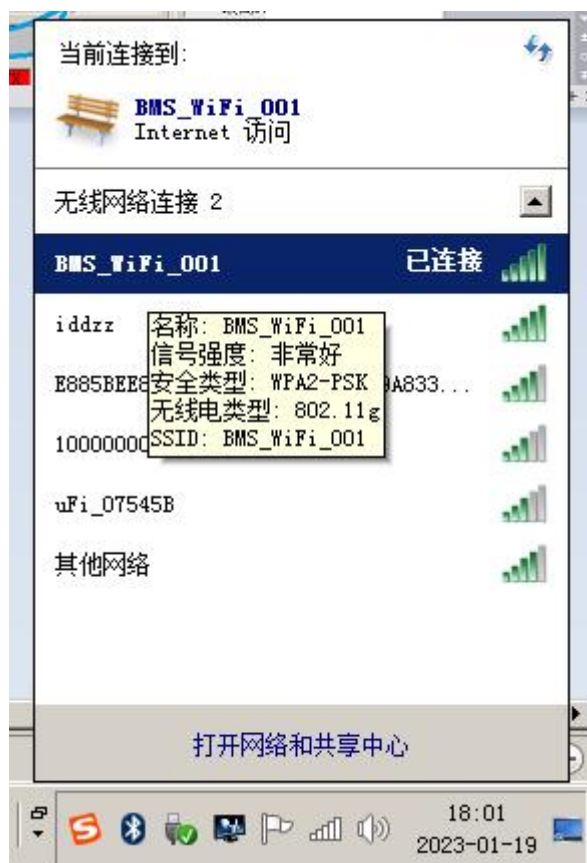 当前连接到:
BMS_WiFi_001
Internet 访问
无线网络连接 2
BMS_WiFi_001 已连接
iddzz
名称: BMS_WiFi_001
信号强度: 非常好
安全类型: WPA2-PSK
无线电类型: 802.11g
SSID: BMS_WiFi_001
uFi_07545B
其他网络
打开网络和共享中心
18:01
2023-01-19